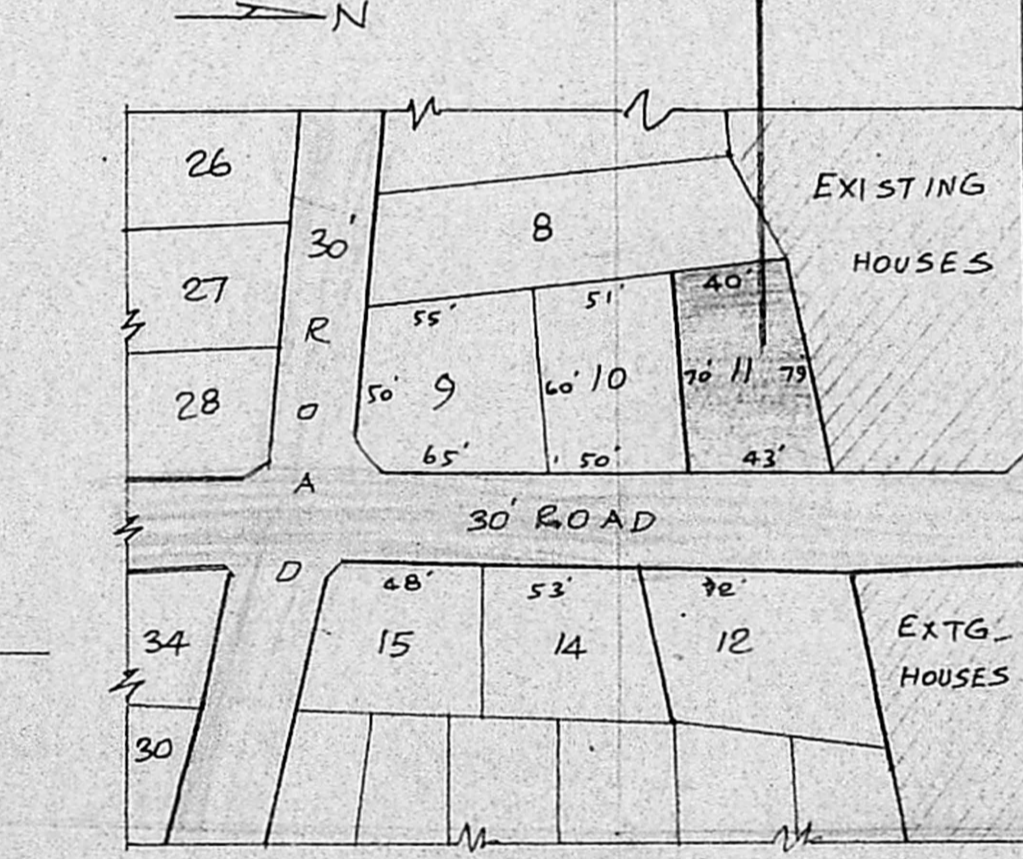 N
26
EXISTING
8
30'
HOUSES
27
40'
51'
55'
R
50' 9
60' 10
70' 11 79'
28
O
65'
50'
43'
A
30' ROAD
D
48'
53'
34
15
14
12
EXTG.
HOUSES
30